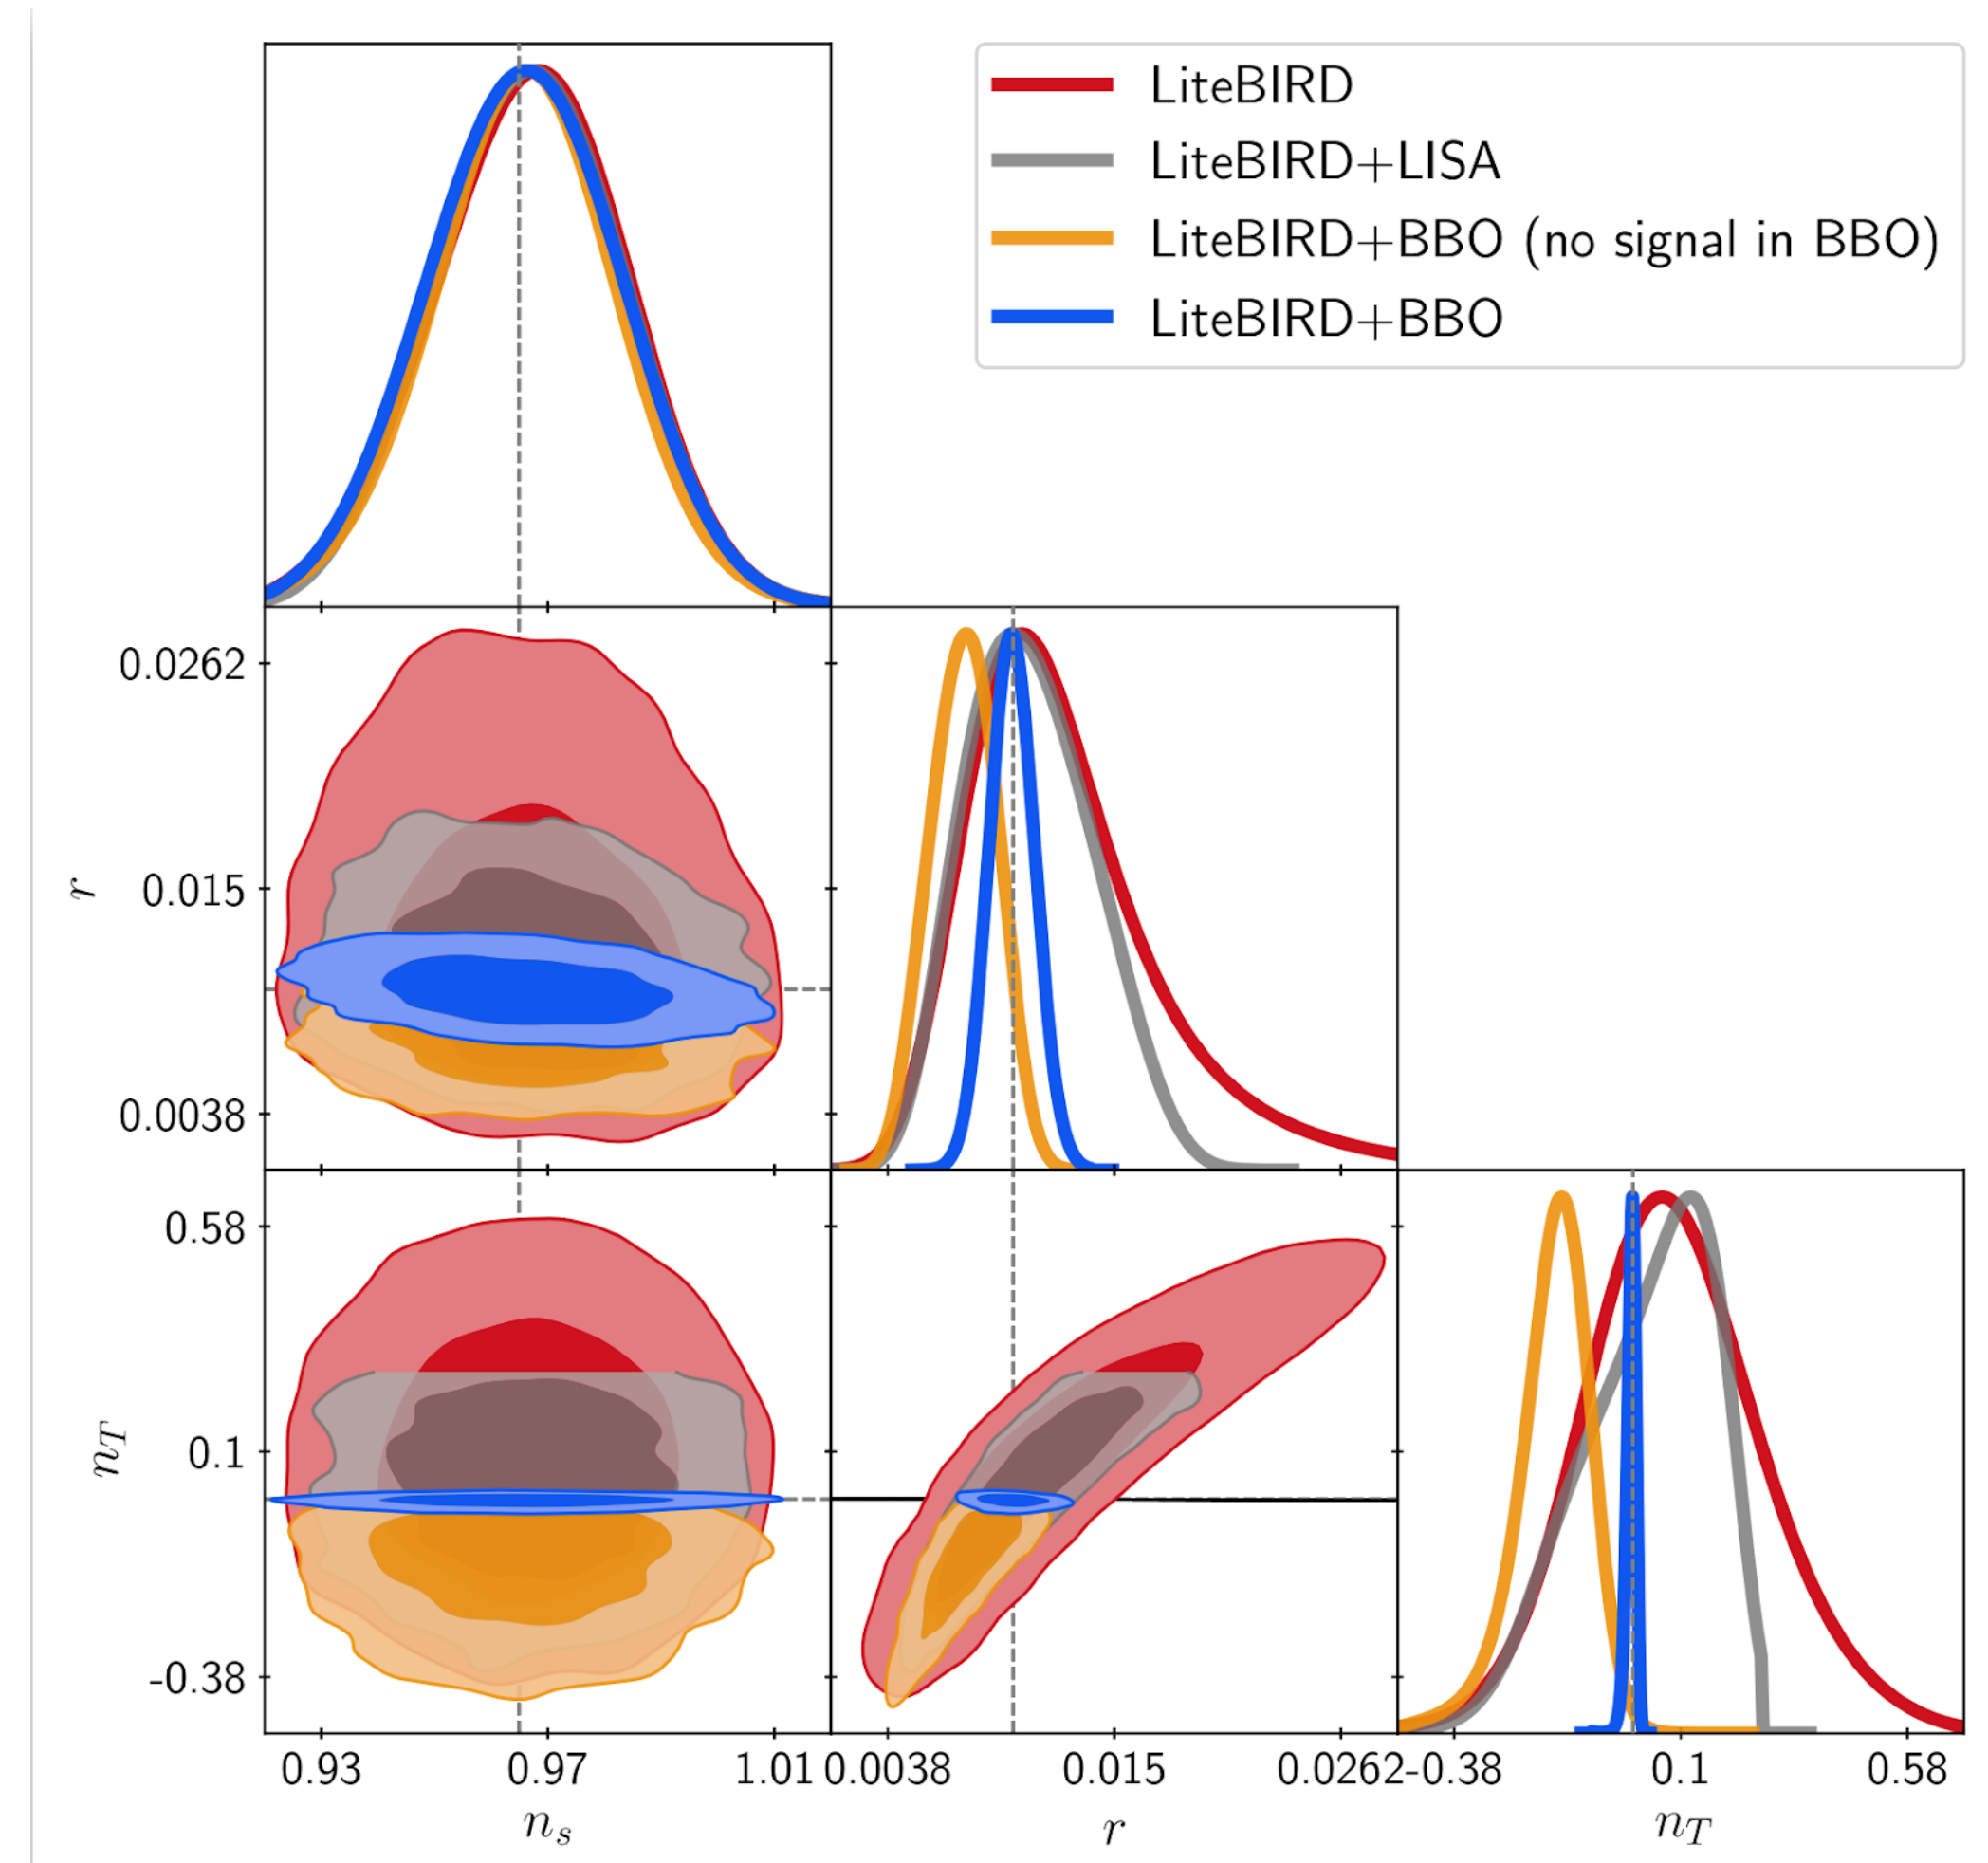 LiteBIRD
LiteBIRD+LISA
LiteBIRD+BBO (no signal in BBO)
LiteBIRD+BBO
0.0262
0.015
0.0038
r
0.58
0.1
-0.38
n_T
0.93 0.97 1.01 0.0038 0.015 0.0262 -0.38 0.1 0.58
n_s r n_T